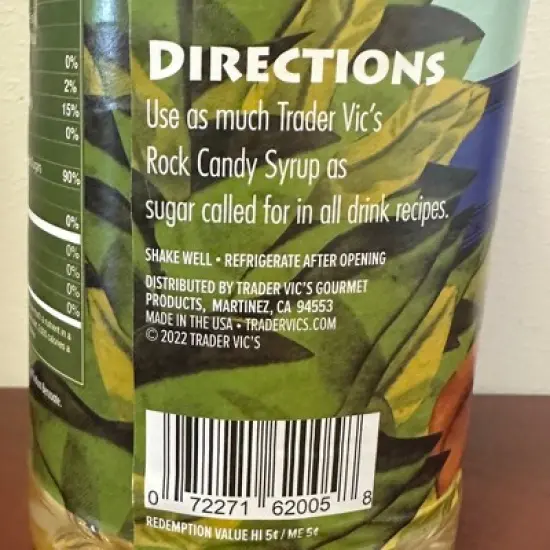 0%
2%
15%
0%
90%
0%
0%
0%
0%
0%
DIRECTIONS
Use as much Trader Vic's
Rock Candy Syrup as
sugar called for in all drink recipes.
SHAKE WELL • REFRIGERATE AFTER OPENING
DISTRIBUTED BY TRADER VIC'S GOURMET
PRODUCTS, MARTINEZ, CA 94553
MADE IN THE USA • TRADERVICS.COM
© 2022 TRADER VIC'S
0 72271 62005 8
REDEMPTION VALUE HI 5¢ / ME 5¢